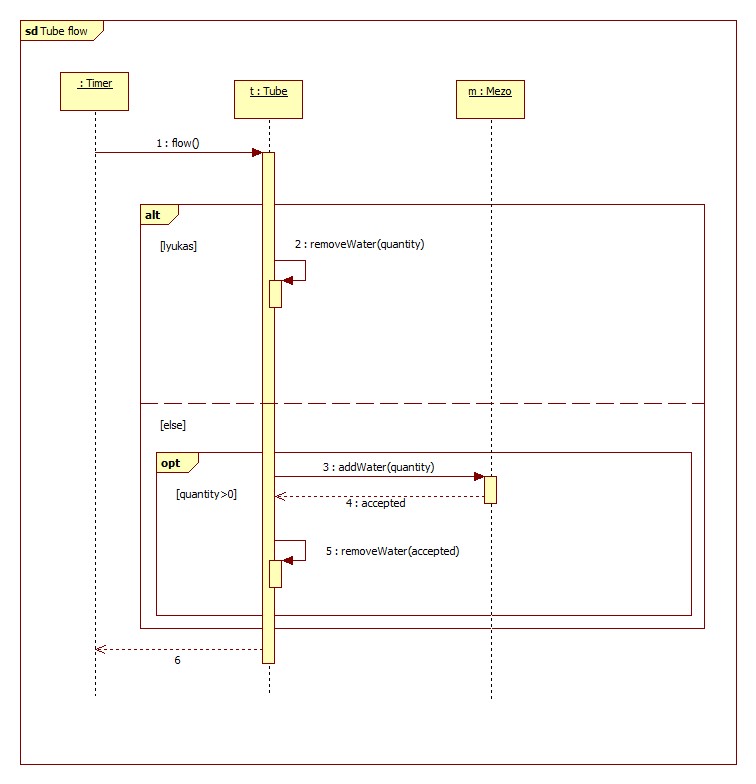 sd Tube flow
: Timer
t : Tube
m : Mezo
1 : flow()
alt
[lyukas]
2 : removeWater(quantity)
[else]
opt
3 : addWater(quantity)
[quantity>0]
4 : accepted
5 : removeWater(accepted)
6